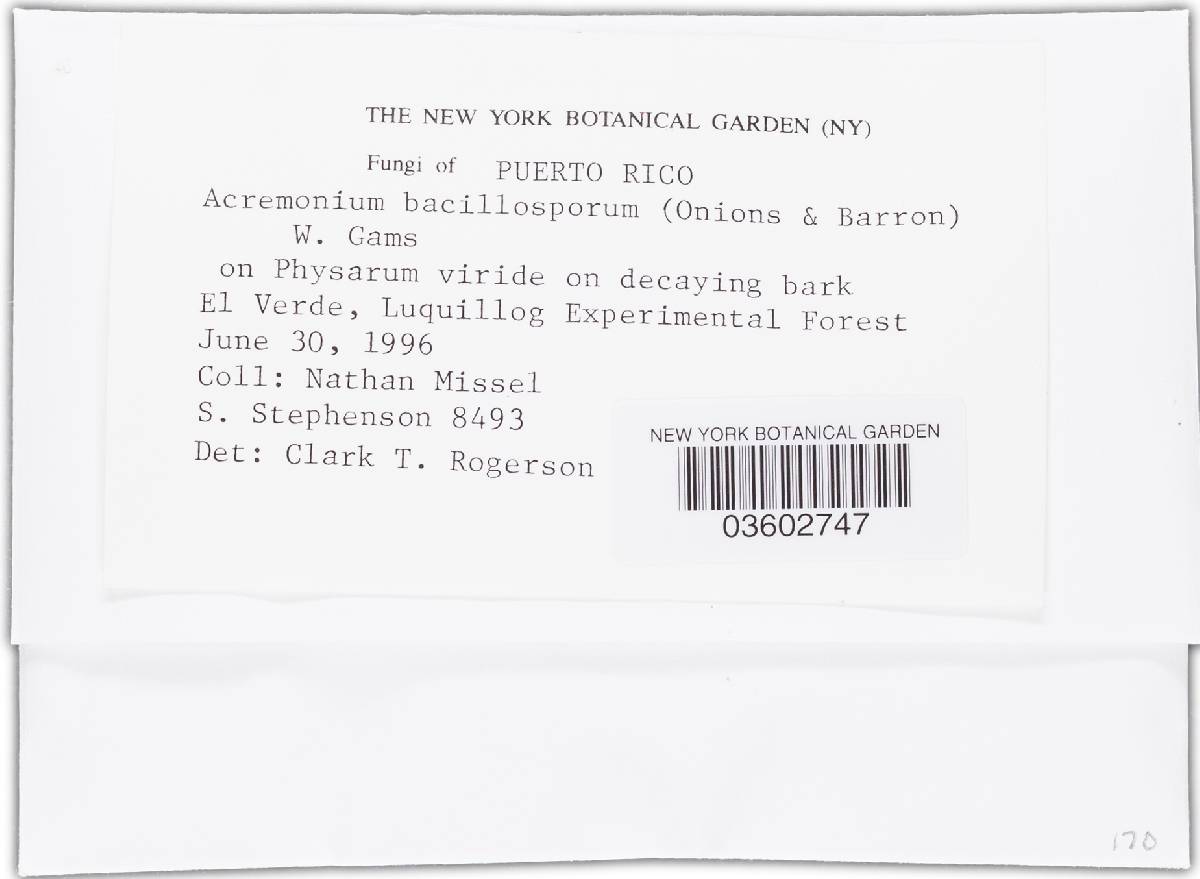 THE NEW YORK BOTANICAL GARDEN (NY)
Fungi of PUERTO RICO
Acremonium bacillosporum (Onions & Barron)
W. Gams
on Physarum viride on decaying bark
El Verde, Luquillog Experimental Forest
June 30, 1996
Coll: Nathan Missel
S. Stephenson 8493
Det: Clark T. Rogerson
NEW YORK BOTANICAL GARDEN
03602747
170